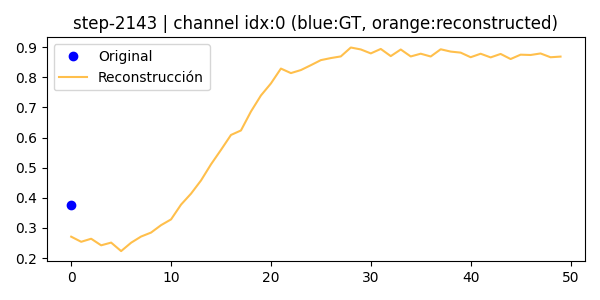 step-2143 | channel idx:0 (blue:GT, orange:reconstructed)
Original
Reconstrucción
0.9
0.8
0.7
0.6
0.5
0.4
0.3
0.2
0 10 20 30 40 50